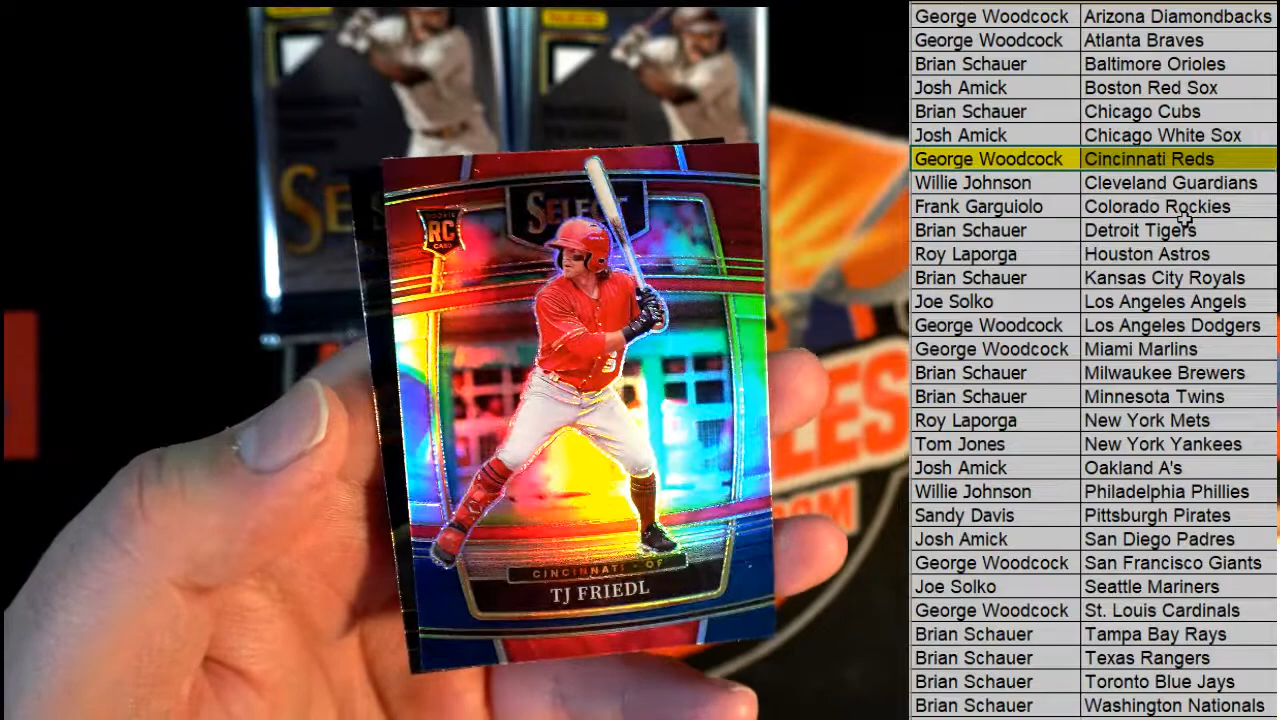 George Woodcock Arizona Diamondbacks
George Woodcock Atlanta Braves
Brian Schauer Baltimore Orioles
Josh Amick Boston Red Sox
Brian Schauer Chicago Cubs
Josh Amick Chicago White Sox
George Woodcock Cincinnati Reds
Willie Johnson Cleveland Guardians
Frank Garguiolo Colorado Rockies
Brian Schauer Detroit Tigers
Roy Laporga Houston Astros
Brian Schauer Kansas City Royals
Joe Solko Los Angeles Angels
George Woodcock Los Angeles Dodgers
George Woodcock Miami Marlins
Brian Schauer Milwaukee Brewers
Brian Schauer Minnesota Twins
Roy Laporga New York Mets
Tom Jones New York Yankees
Josh Amick Oakland A's
Willie Johnson Philadelphia Phillies
Sandy Davis Pittsburgh Pirates
Josh Amick San Diego Padres
George Woodcock San Francisco Giants
Joe Solko Seattle Mariners
George Woodcock St. Louis Cardinals
Brian Schauer Tampa Bay Rays
Brian Schauer Texas Rangers
Brian Schauer Toronto Blue Jays
Brian Schauer Washington Nationals
SELECT
ROOKIE
RC
CARD
CINCINNATI - OF
TJ FRIEDL